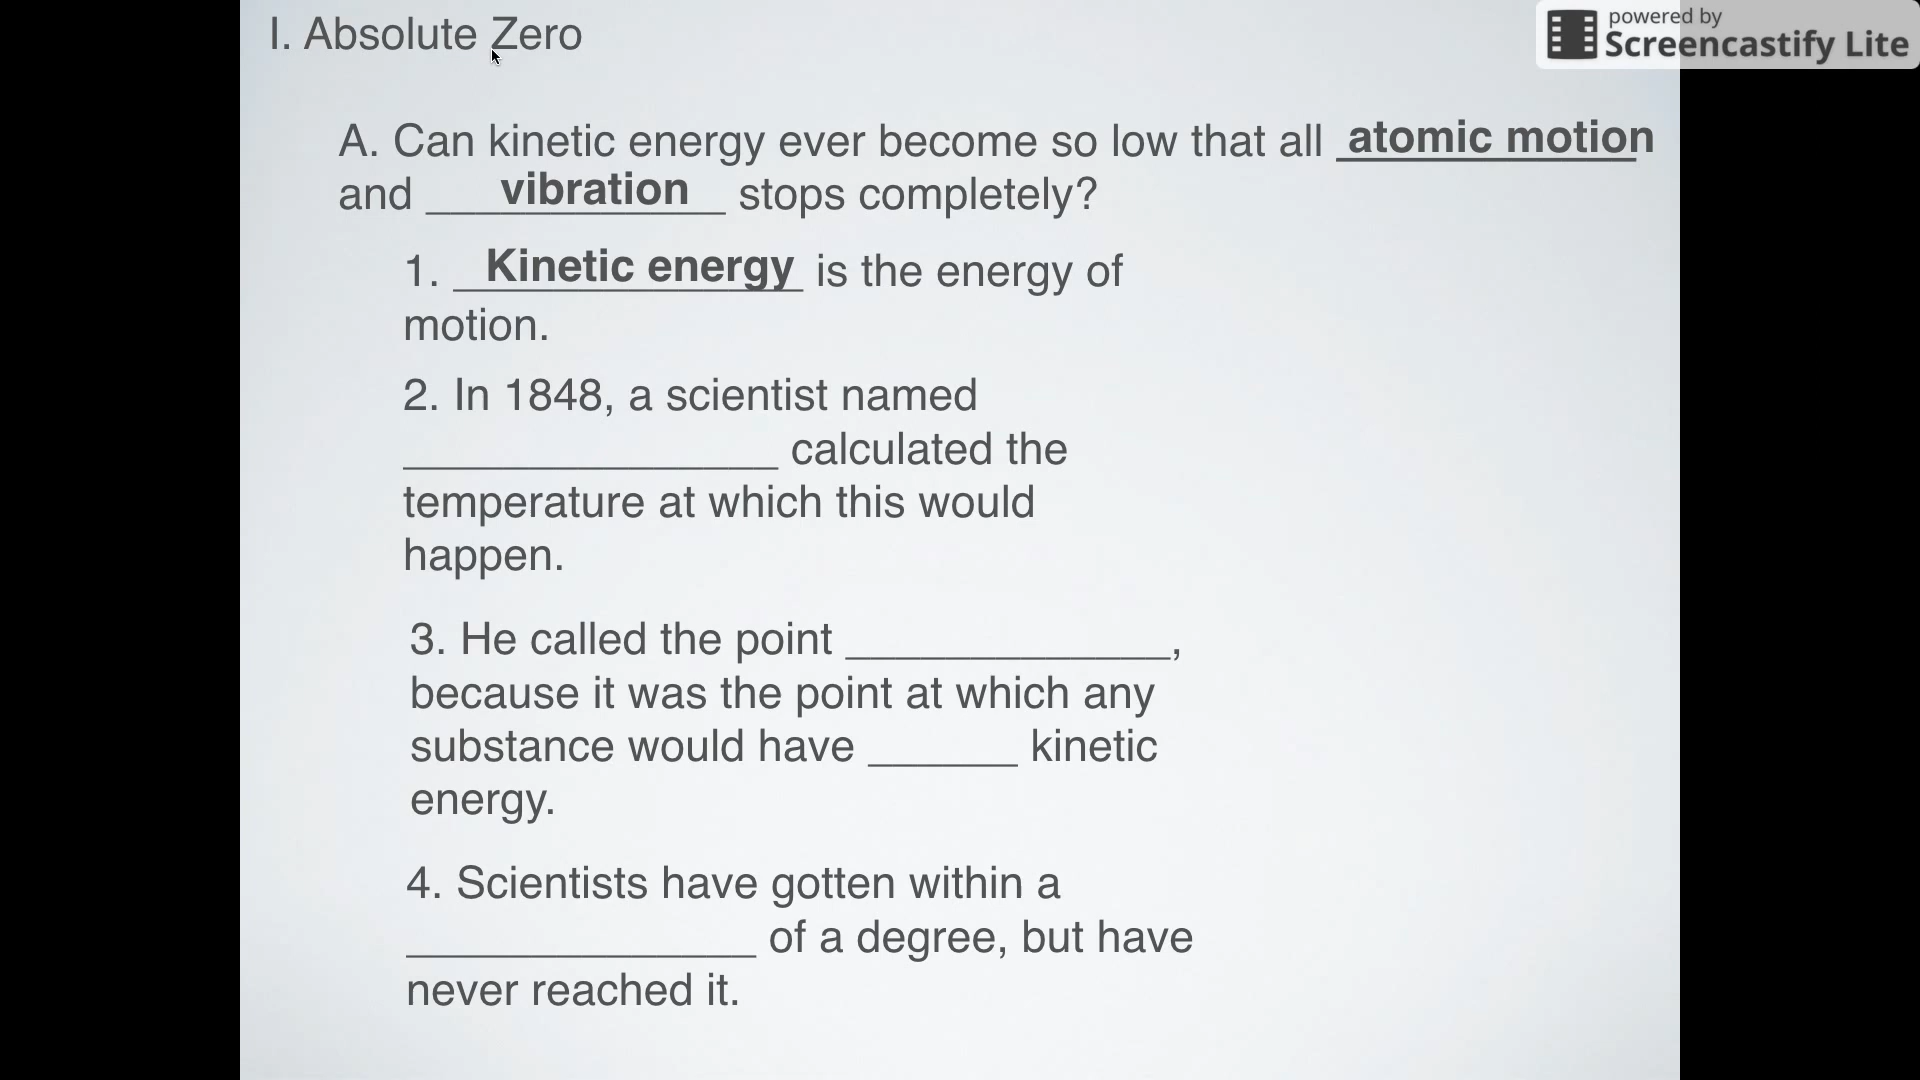 I. Absolute Zero
powered by
Screencastify Lite
A. Can kinetic energy ever become so low that all atomic motion
and vibration stops completely?
1. Kinetic energy is the energy of
motion.
2. In 1848, a scientist named
_______________ calculated the
temperature at which this would
happen.
3. He called the point _____________,
because it was the point at which any
substance would have ______ kinetic
energy.
4. Scientists have gotten within a
______________ of a degree, but have
never reached it.